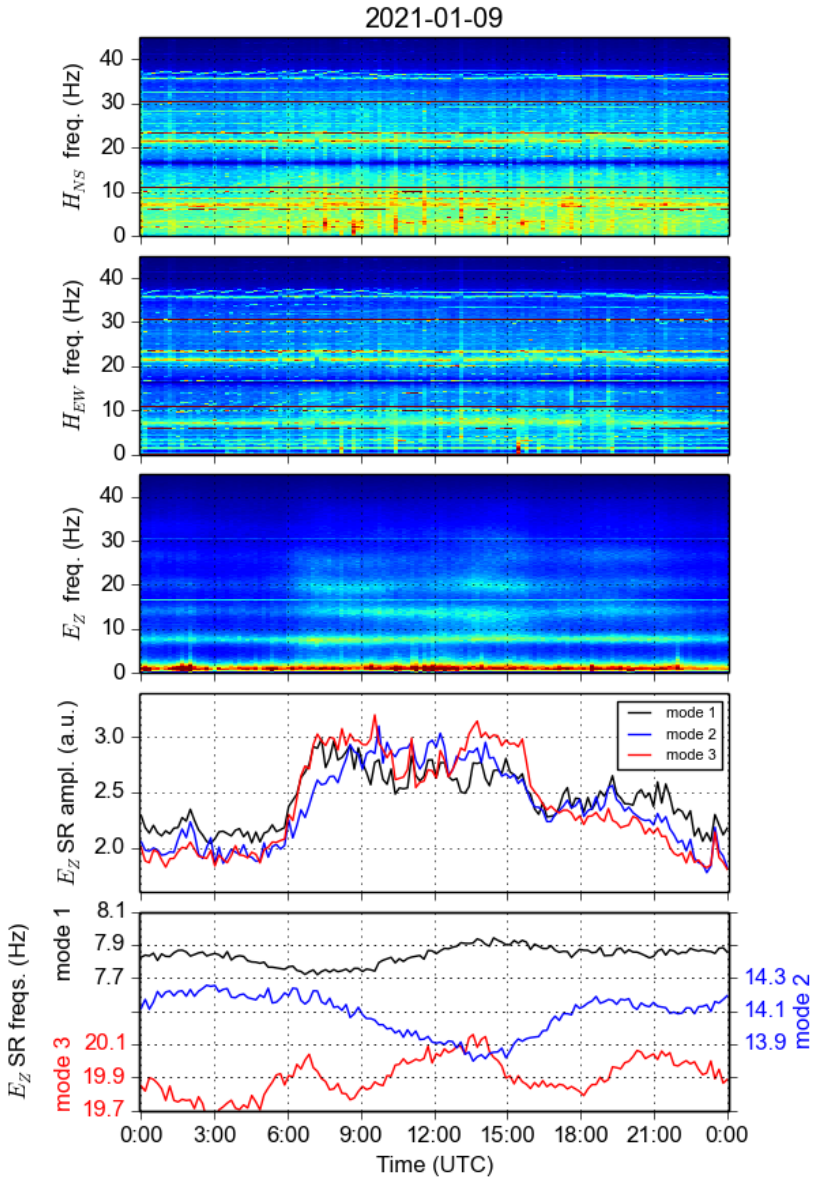 2021-01-09
H_NS freq. (Hz)
40
30
20
10
0
H_EW freq. (Hz)
40
30
20
10
0
E_Z freq. (Hz)
40
30
20
10
0
E_Z SR ampl. (a.u.)
3.0
2.5
2.0
mode 1
mode 2
mode 3
E_Z SR freqs. (Hz)
mode 1
8.1
7.9
7.7
mode 3
20.1
19.9
19.7
14.3
14.1
13.9
mode 2
0:00 3:00 6:00 9:00 12:00 15:00 18:00 21:00 0:00
Time (UTC)